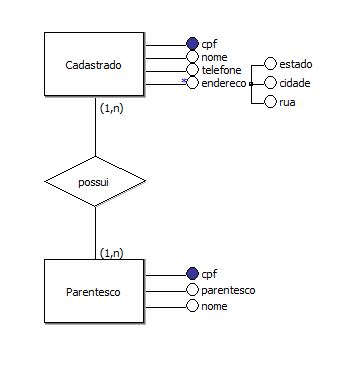 Cadastrado
cpf
nome
telefone
*endereco
estado
cidade
rua
(1,n)
possui
(1,n)
Parentesco
cpf
parentesco
nome